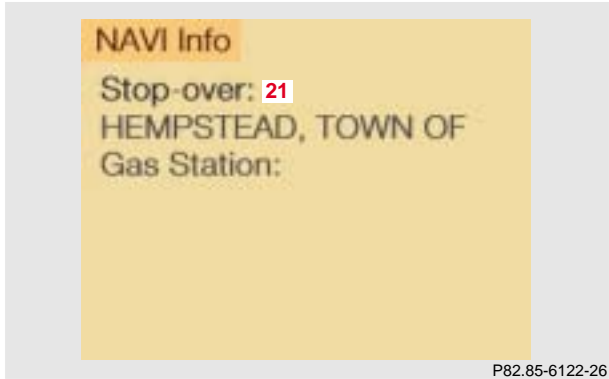 NAVI Info
Stop-over: 21
HEMPSTEAD, TOWN OF
Gas Station:
P82.85-6122-26